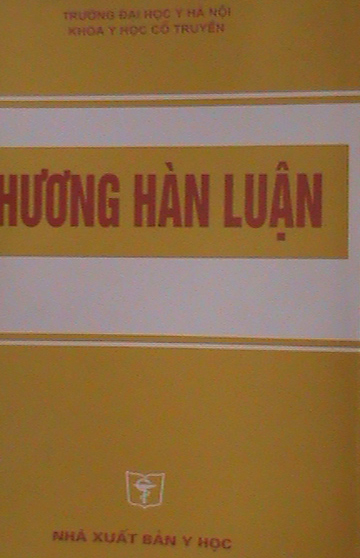 TRƯỜNG ĐẠI HỌC Y HÀ NỘI
KHOA Y HỌC CỔ TRUYỀN
HƯƠNG HÀN LUẬN
NHÀ XUẤT BẢN Y HỌC